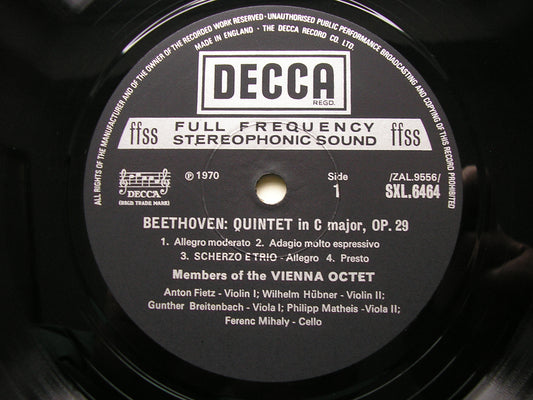 ALL RIGHTS OF THE MANUFACTURER AND OF THE OWNER OF THE RECORDED WORK RESERVED · UNAUTHORISED PUBLIC PERFORMANCE BROADCASTING AND COPYING OF THIS RECORD PROHIBITED
MADE IN ENGLAND · THE DECCA RECORD CO. LTD.
DECCA
REGD.
ffss FULL FREQUENCY ffss
STEREOPHONIC SOUND
DECCA
(REGD. TRADE MARK)
℗ 1970
Side
1
/ZAL.9556/
SXL.6464
BEETHOVEN: QUINTET in C major, OP. 29
1. Allegro moderato 2. Adagio molto espressivo
3. SCHERZO E TRIO - Allegro 4. Presto
Members of the VIENNA OCTET
Anton Fietz - Violin I; Wilhelm Hübner - Violin II;
Gunther Breitenbach - Viola I; Philipp Matheis -Viola II;
Ferenc Mihaly - Cello